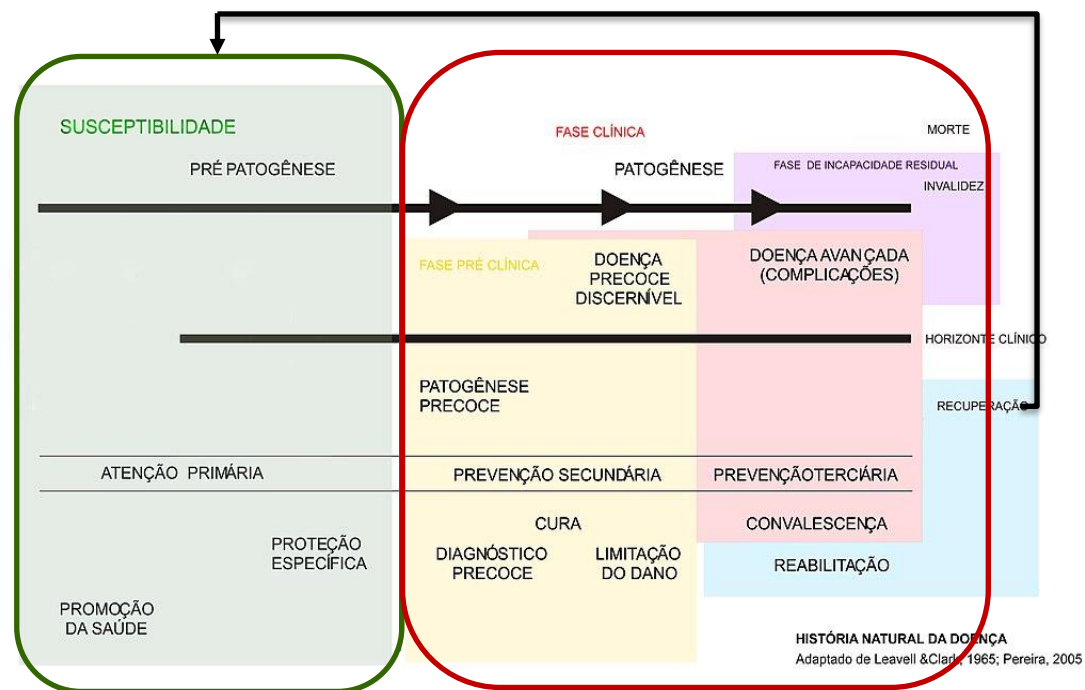 SUSCEPTIBILIDADE
FASE CLÍNICA
MORTE
PRÉ PATOGÊNESE
PATOGÊNESE
FASE DE INCAPACIDADE RESIDUAL
INVALIDEZ
FASE PRÉ CLÍNICA
DOENÇA
PRECOCE
DISCERNÍVEL
DOENÇA AVANÇADA
(COMPLICAÇÕES)
HORIZONTE CLÍNICO
PATOGÊNESE
PRECOCE
RECUPERAÇÃO
ATENÇÃO PRIMÁRIA
PREVENÇÃO SECUNDÁRIA
PREVENÇÃOTERCIÁRIA
CURA
CONVALESCENÇA
PROTEÇÃO
ESPECÍFICA
DIAGNÓSTICO
PRECOCE
LIMITAÇÃO
DO DANO
REABILITAÇÃO
PROMOÇÃO
DA SAÚDE
HISTÓRIA NATURAL DA DOENÇA
Adaptado de Leavell &Clark, 1965; Pereira, 2005